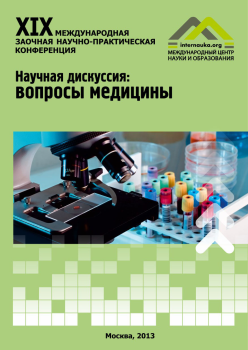 XIX МЕЖДУНАРОДНАЯ
ЗАОЧНАЯ НАУЧНО-ПРАКТИЧЕСКАЯ
КОНФЕРЕНЦИЯ
internauka.org
МЕЖДУНАРОДНЫЙ ЦЕНТР
НАУКИ И ОБРАЗОВАНИЯ
Научная дискуссия:
вопросы медицины
Москва, 2013